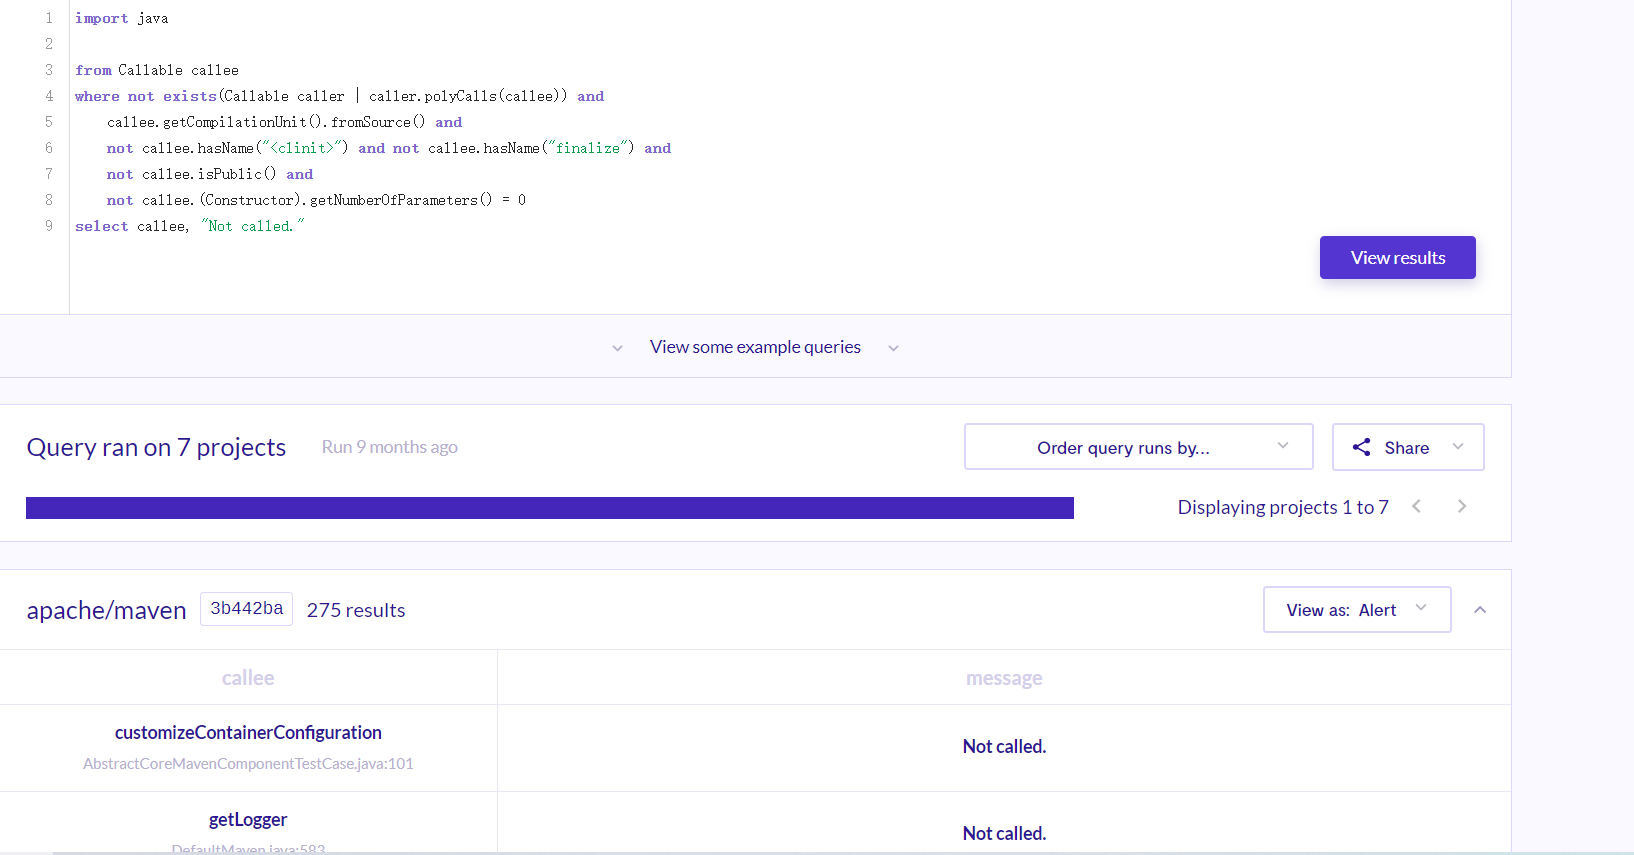 1 import java
2
3 from Callable callee
4 where not exists(Callable caller | caller.polyCalls(callee)) and
5 callee.getCompilationUnit().fromSource() and
6 not callee.hasName("<clinit>") and not callee.hasName("finalize") and
7 not callee.isPublic() and
8 not callee.(Constructor).getNumberOfParameters() = 0
9 select callee, "Not called."
View results
View some example queries
Query ran on 7 projects Run 9 months ago Order query runs by... Share
Displaying projects 1 to 7
apache/maven 3b442ba 275 results View as: Alert
callee message
customizeContainerConfiguration
AbstractCoreMavenComponentTestCase.java:101
Not called.
getLogger
DefaultMaven.java:583
Not called.